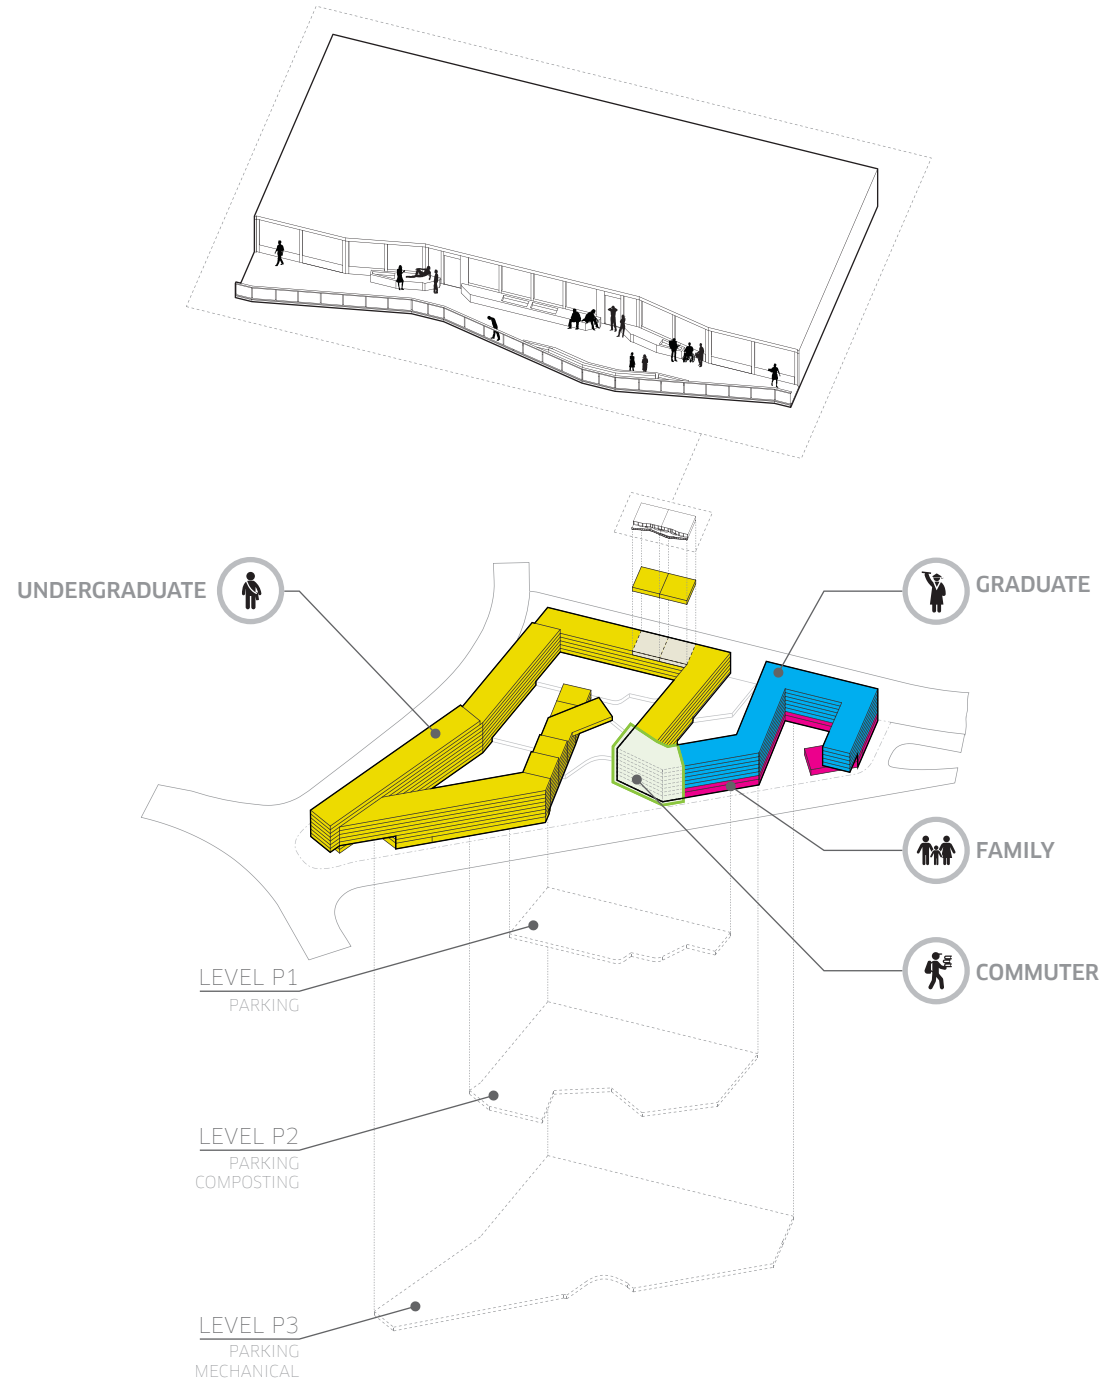 UNDERGRADUATE
GRADUATE
FAMILY
COMMUTER
LEVEL P1
PARKING
LEVEL P2
PARKING
COMPOSTING
LEVEL P3
PARKING
MECHANICAL